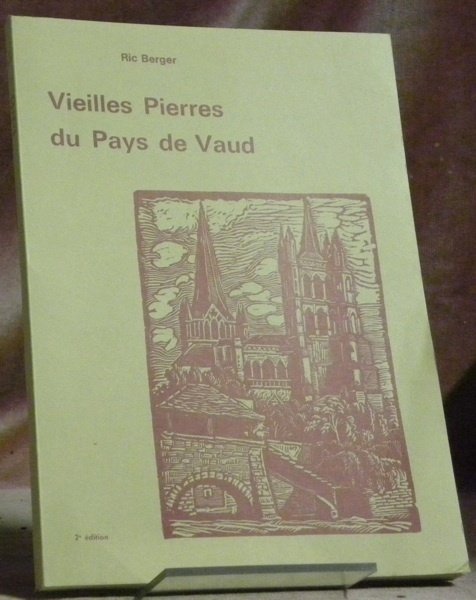 Ric Berger
Vieilles Pierres
du Pays de Vaud
2e édition